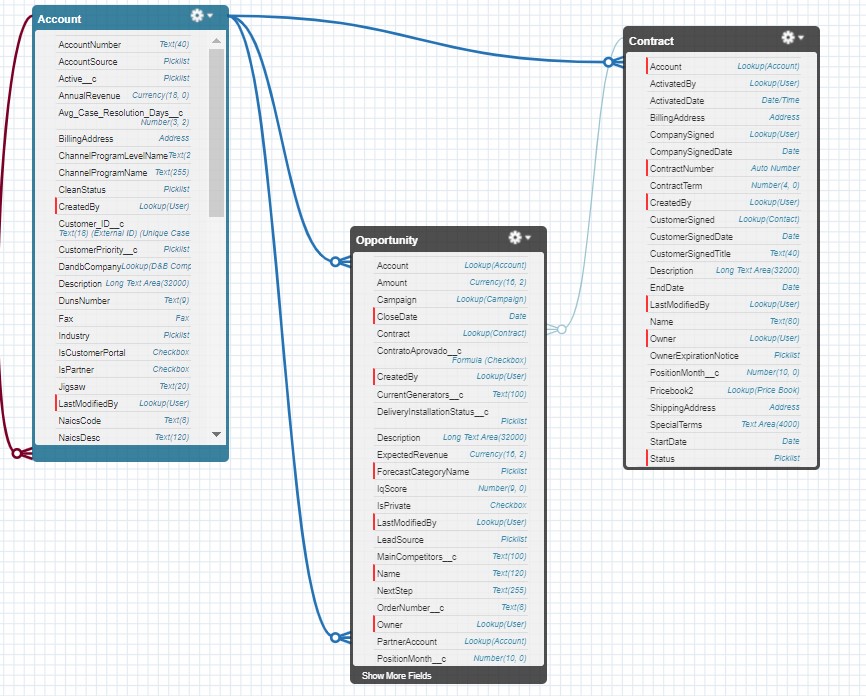 Account
AccountNumber Text(40)
AccountSource Picklist
Active__c Picklist
AnnualRevenue Currency(18, 0)
Avg_Case_Resolution_Days__c
Number(3, 2)
BillingAddress Address
ChannelProgramLevelName Text(2
ChannelProgramName Text(255)
CleanStatus Picklist
CreatedBy Lookup(User)
Customer_ID__c
Text(18) (External ID) (Unique Case
CustomerPriority__c Picklist
DandbCompany Lookup(D&B Comp
Description Long Text Area(32000)
DunsNumber Text(9)
Fax Fax
Industry Picklist
IsCustomerPortal Checkbox
IsPartner Checkbox
Jigsaw Text(20)
LastModifiedBy Lookup(User)
NaicsCode Text(8)
NaicsDesc Text(120)
Opportunity
Account Lookup(Account)
Amount Currency(16, 2)
Campaign Lookup(Campaign)
CloseDate Date
Contract Lookup(Contract)
ContratoAprovado__c
Formula (Checkbox)
CreatedBy Lookup(User)
CurrentGenerators__c Text(100)
DeliveryInstallationStatus__c
Picklist
Description Long Text Area(32000)
ExpectedRevenue Currency(16, 2)
ForecastCategoryName Picklist
IqScore Number(9, 0)
IsPrivate Checkbox
LastModifiedBy Lookup(User)
LeadSource Picklist
MainCompetitors__c Text(100)
Name Text(120)
NextStep Text(255)
OrderNumber__c Text(8)
Owner Lookup(User)
PartnerAccount Lookup(Account)
PositionMonth__c Number(10, 0)
Show More Fields
Contract
Account Lookup(Account)
ActivatedBy Lookup(User)
ActivatedDate Date/Time
BillingAddress Address
CompanySigned Lookup(User)
CompanySignedDate Date
ContractNumber Auto Number
ContractTerm Number(4, 0)
CreatedBy Lookup(User)
CustomerSigned Lookup(Contact)
CustomerSignedDate Date
CustomerSignedTitle Text(40)
Description Long Text Area(32000)
EndDate Date
LastModifiedBy Lookup(User)
Name Text(80)
Owner Lookup(User)
OwnerExpirationNotice Picklist
PositionMonth__c Number(10, 0)
Pricebook2 Lookup(Price Book)
ShippingAddress Address
SpecialTerms Text Area(4000)
StartDate Date
Status Picklist